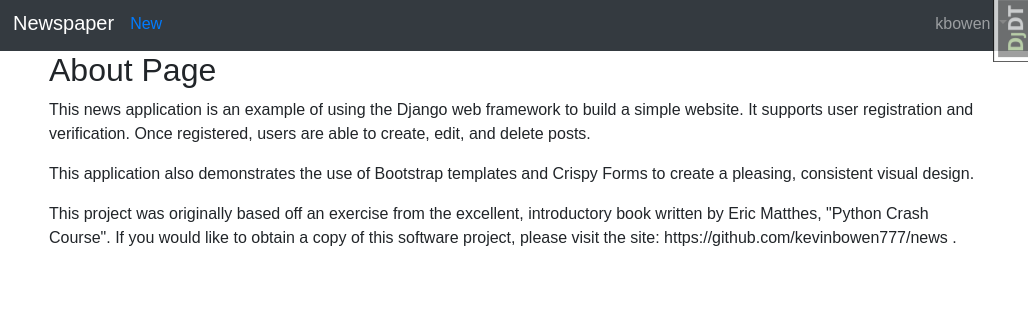 Newspaper New kbowen DjDT
About Page
This news application is an example of using the Django web framework to build a simple website. It supports user registration and
verification. Once registered, users are able to create, edit, and delete posts.
This application also demonstrates the use of Bootstrap templates and Crispy Forms to create a pleasing, consistent visual design.
This project was originally based off an exercise from the excellent, introductory book written by Eric Matthes, "Python Crash
Course". If you would like to obtain a copy of this software project, please visit the site: https://github.com/kevinbowen777/news .